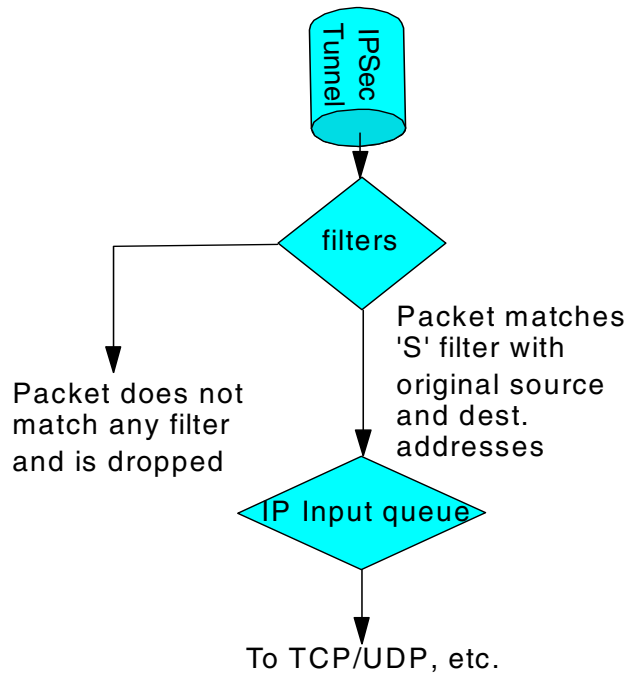 IPSec
Tunnel
filters
Packet matches
'S' filter with
original source
and dest.
addresses
Packet does not
match any filter
and is dropped
IP Input queue
To TCP/UDP, etc.